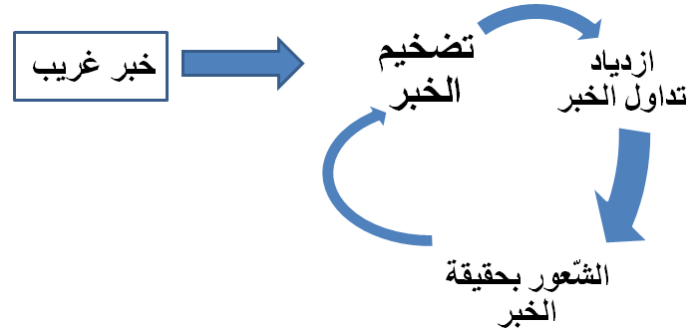 خبر غريب
تضخيم
الخبر
ازدياد
تداول الخبر
الشّعور بحقيقة
الخبر